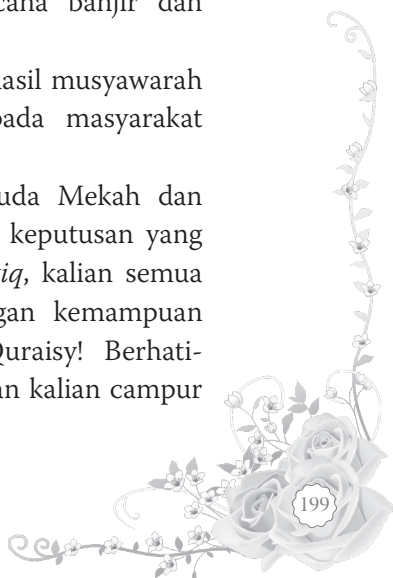 cana banjir dan
hasil musyawarah
pada masyarakat
uda Mekah dan
keputusan yang
iq, kalian semua
gan kemampuan
Quraisy! Berhati-
an kalian campur
199